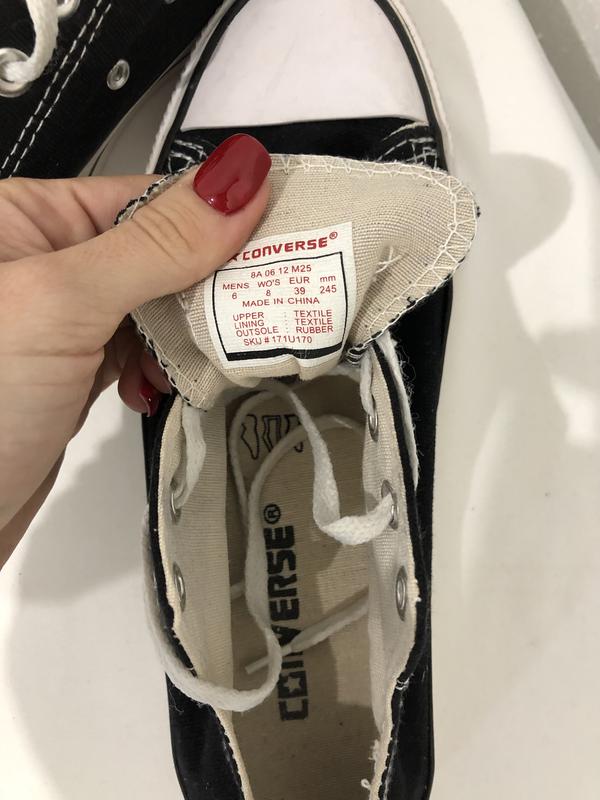 CONVERSE®
8A 06 12 M25
MENS WO'S EUR mm
6 8 39 245
MADE IN CHINA
UPPER TEXTILE
LINING TEXTILE
OUTSOLE RUBBER
SKU # 171U170
CONVERSE®